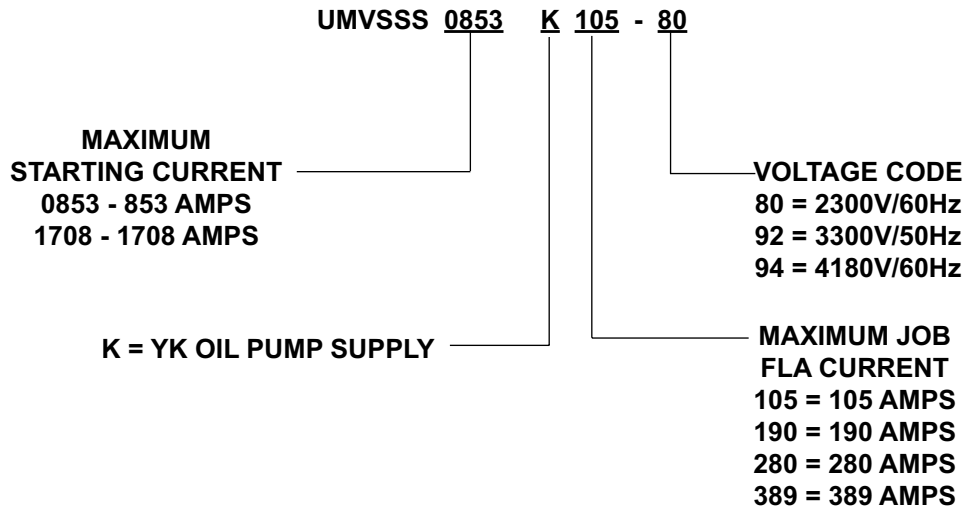 UMVSSS 0853 K 105 - 80
MAXIMUM
STARTING CURRENT
0853 - 853 AMPS
1708 - 1708 AMPS
VOLTAGE CODE
80 = 2300V/60Hz
92 = 3300V/50Hz
94 = 4180V/60Hz
K = YK OIL PUMP SUPPLY
MAXIMUM JOB
FLA CURRENT
105 = 105 AMPS
190 = 190 AMPS
280 = 280 AMPS
389 = 389 AMPS